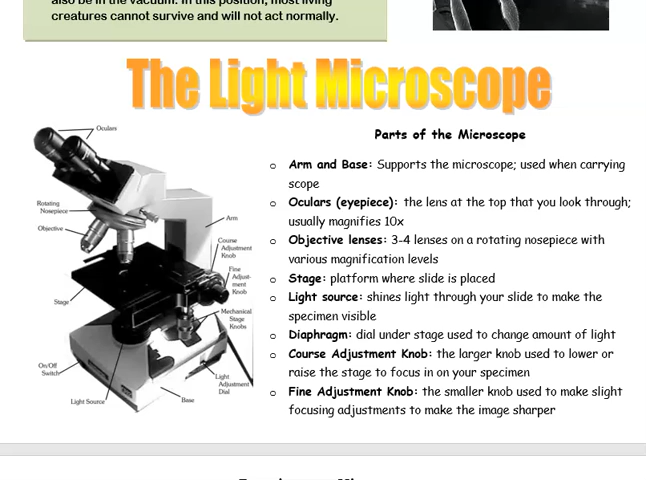 also be in the vacuum. In this position, most living
creatures cannot survive and will not act normally.
The Light Microscope
Oculars
Rotating
Nosepiece
Objective
Arm
Course
Adjustment
Knob
Fine
Adjust-
ment
Knob
Stage
Mechanical
Stage
Knobs
On/Off
Switch
Light
Adjustment
Dial
Light Source
Base
Parts of the Microscope
o Arm and Base: Supports the microscope; used when carrying
scope
o Oculars (eyepiece): the lens at the top that you look through;
usually magnifies 10x
o Objective lenses: 3-4 lenses on a rotating nosepiece with
various magnification levels
o Stage: platform where slide is placed
o Light source: shines light through your slide to make the
specimen visible
o Diaphragm: dial under stage used to change amount of light
o Course Adjustment Knob: the larger knob used to lower or
raise the stage to focus in on your specimen
o Fine Adjustment Knob: the smaller knob used to make slight
focusing adjustments to make the image sharper